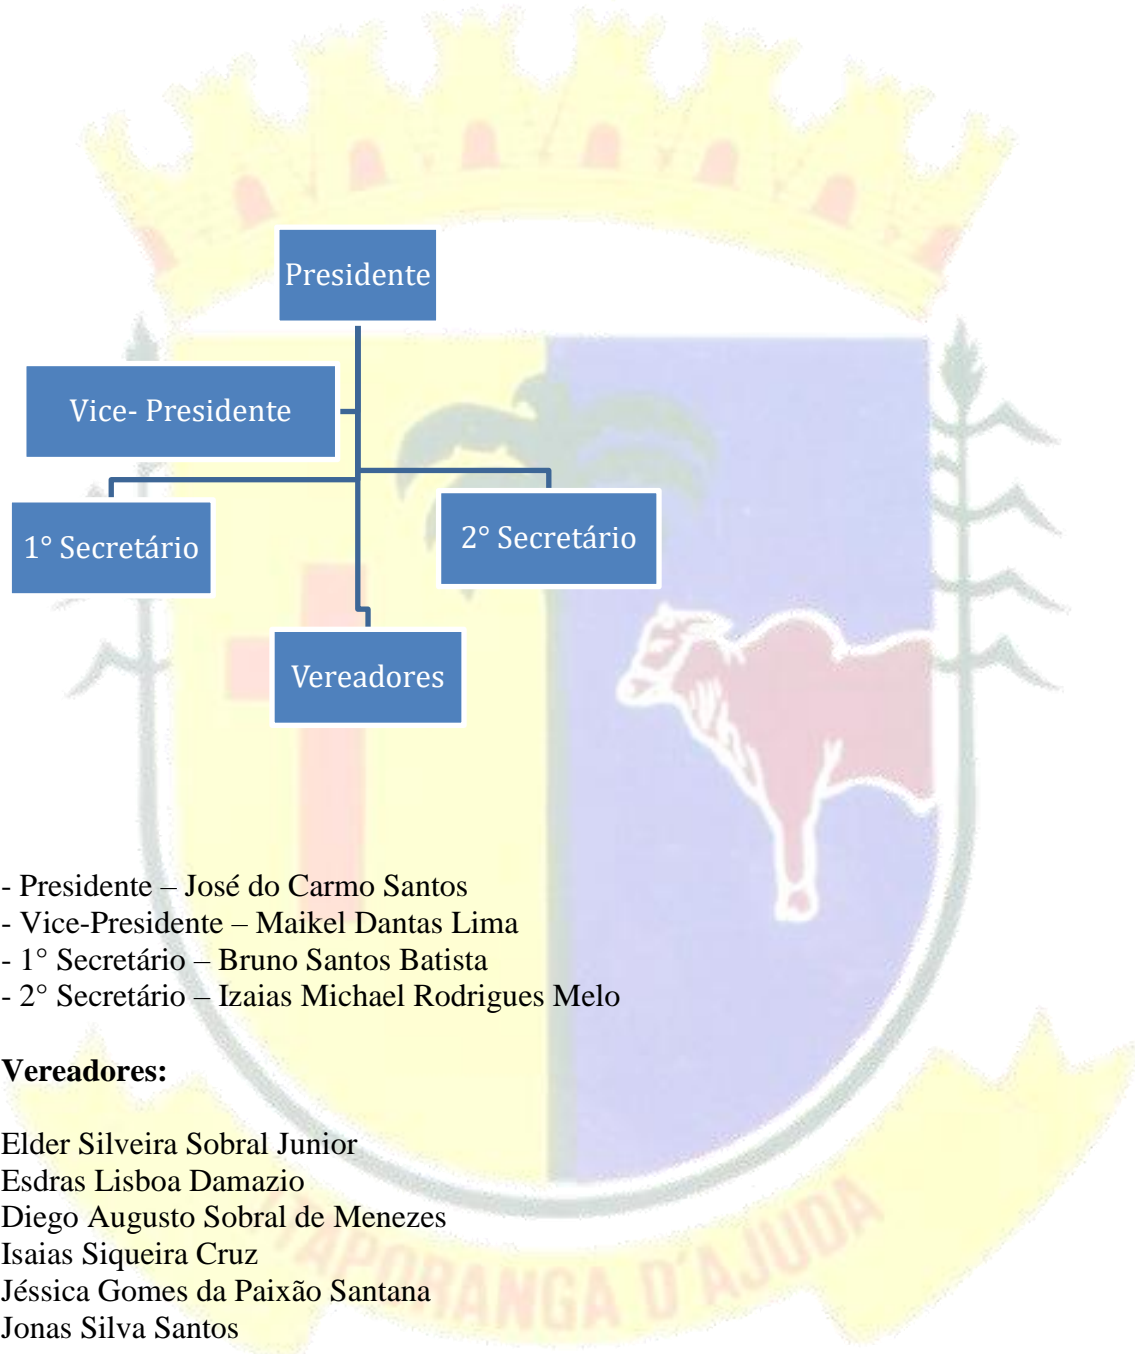 Presidente
Vice- Presidente
1° Secretário
2° Secretário
Vereadores
- Presidente – José do Carmo Santos
- Vice-Presidente – Maikel Dantas Lima
- 1° Secretário – Bruno Santos Batista
- 2° Secretário – Izaias Michael Rodrigues Melo
Vereadores:
Elder Silveira Sobral Junior
Esdras Lisboa Damazio
Diego Augusto Sobral de Menezes
Isaias Siqueira Cruz
Jéssica Gomes da Paixão Santana
Jonas Silva Santos
ITAPORANGA D´AJUDA